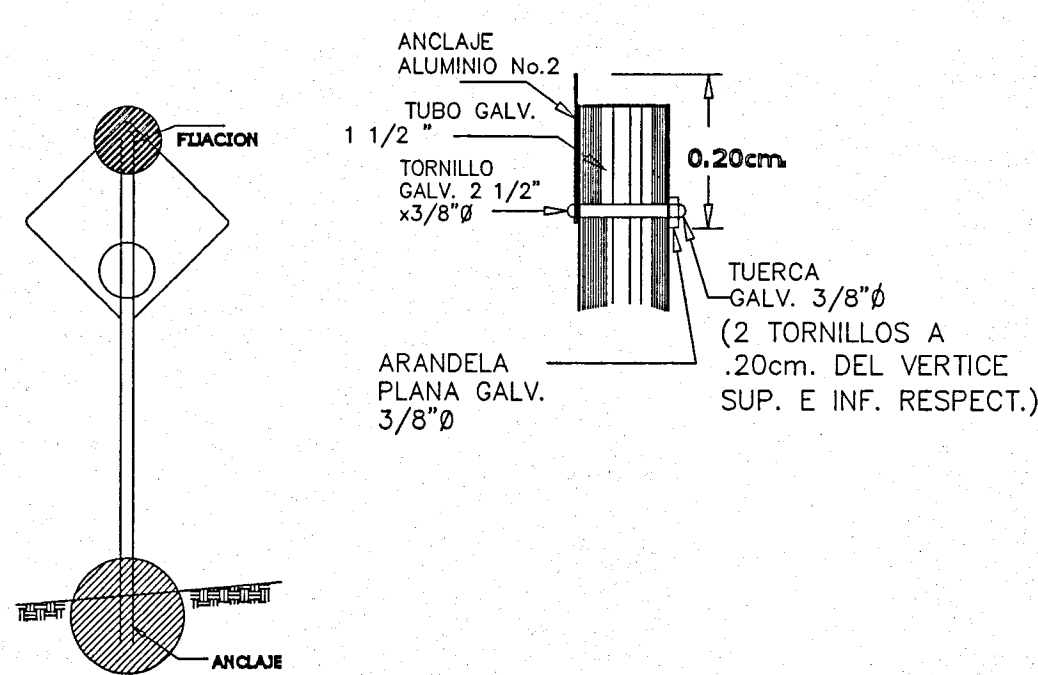 FIJACION
ANCLAJE
ANCLAJE
ALUMINIO No.2
TUBO GALV.
1 1/2 "
TORNILLO
GALV. 2 1/2"
x3/8"Ø
0.20cm.
TUERCA
GALV. 3/8"Ø
(2 TORNILLOS A
.20cm. DEL VERTICE
SUP. E INF. RESPECT.)
ARANDELA
PLANA GALV.
3/8"Ø